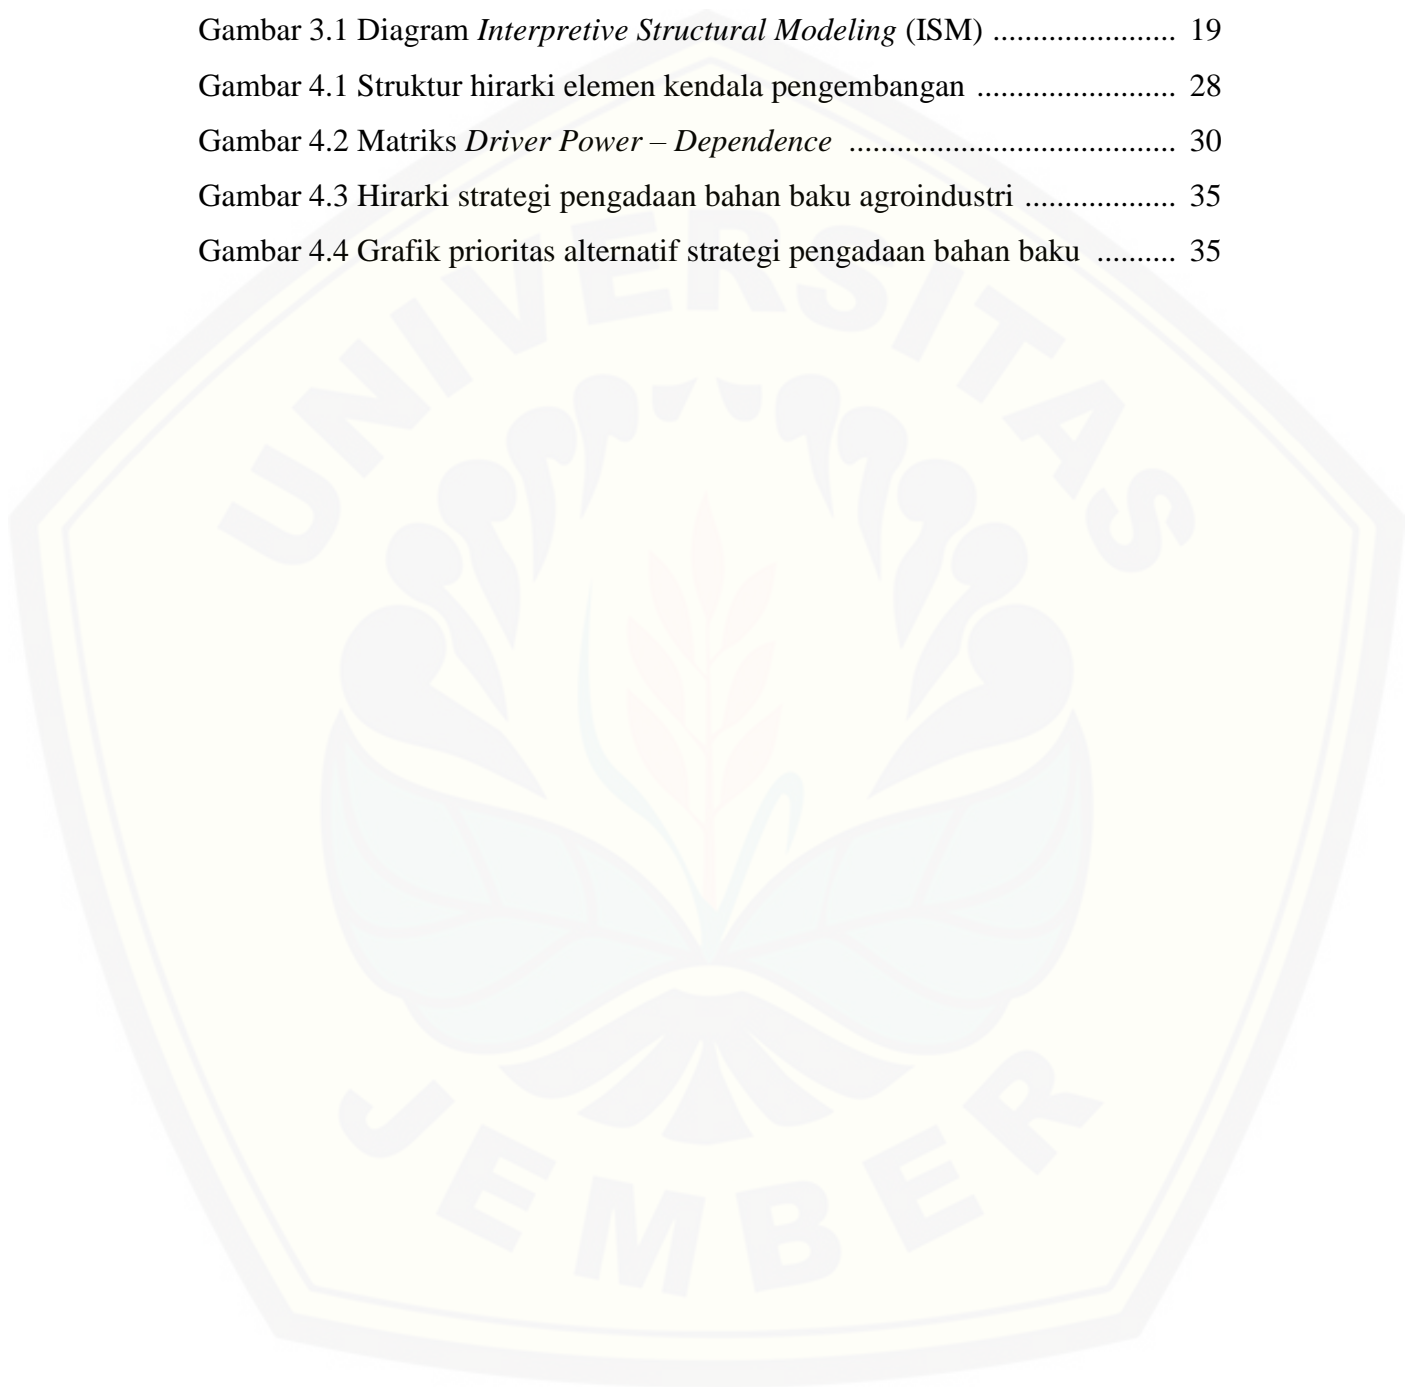 Gambar 3.1 Diagram Interpretive Structural Modeling (ISM) ...................... 19
Gambar 4.1 Struktur hirarki elemen kendala pengembangan ........................ 28
Gambar 4.2 Matriks Driver Power – Dependence ....................................... 30
Gambar 4.3 Hirarki strategi pengadaan bahan baku agroindustri .................. 35
Gambar 4.4 Grafik prioritas alternatif strategi pengadaan bahan baku .......... 35
UNIVERSITAS
JEMBER